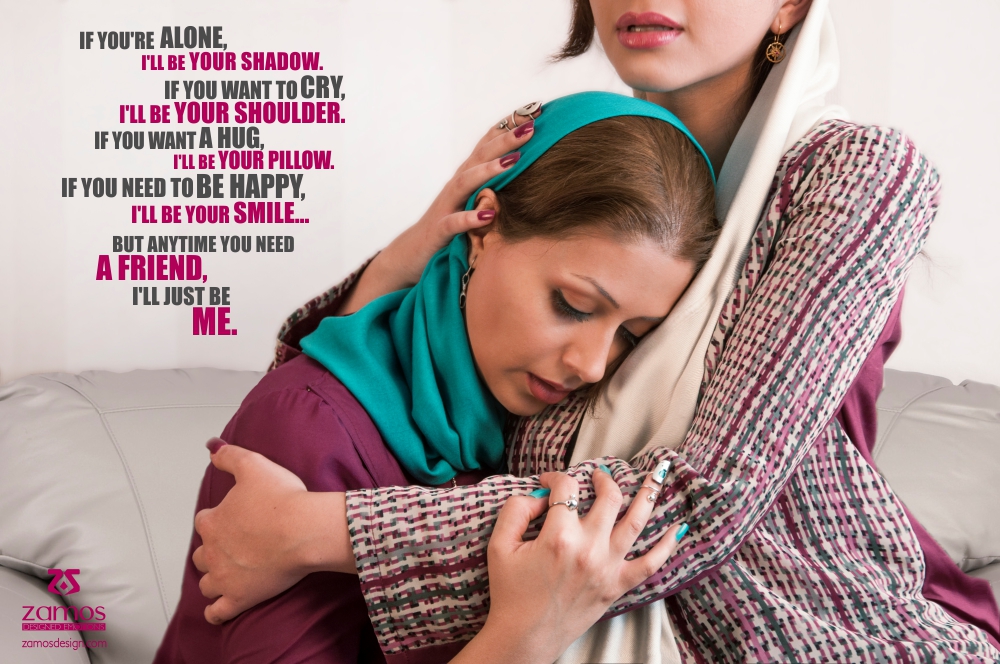 IF YOU'RE ALONE,
I'LL BE YOUR SHADOW.
IF YOU WANT TO CRY,
I'LL BE YOUR SHOULDER.
IF YOU WANT A HUG,
I'LL BE YOUR PILLOW.
IF YOU NEED TO BE HAPPY,
I'LL BE YOUR SMILE...
BUT ANYTIME YOU NEED
A FRIEND,
I'LL JUST BE
ME.
zamos
DESIGNED EMOTIONS
zamosdesign.com